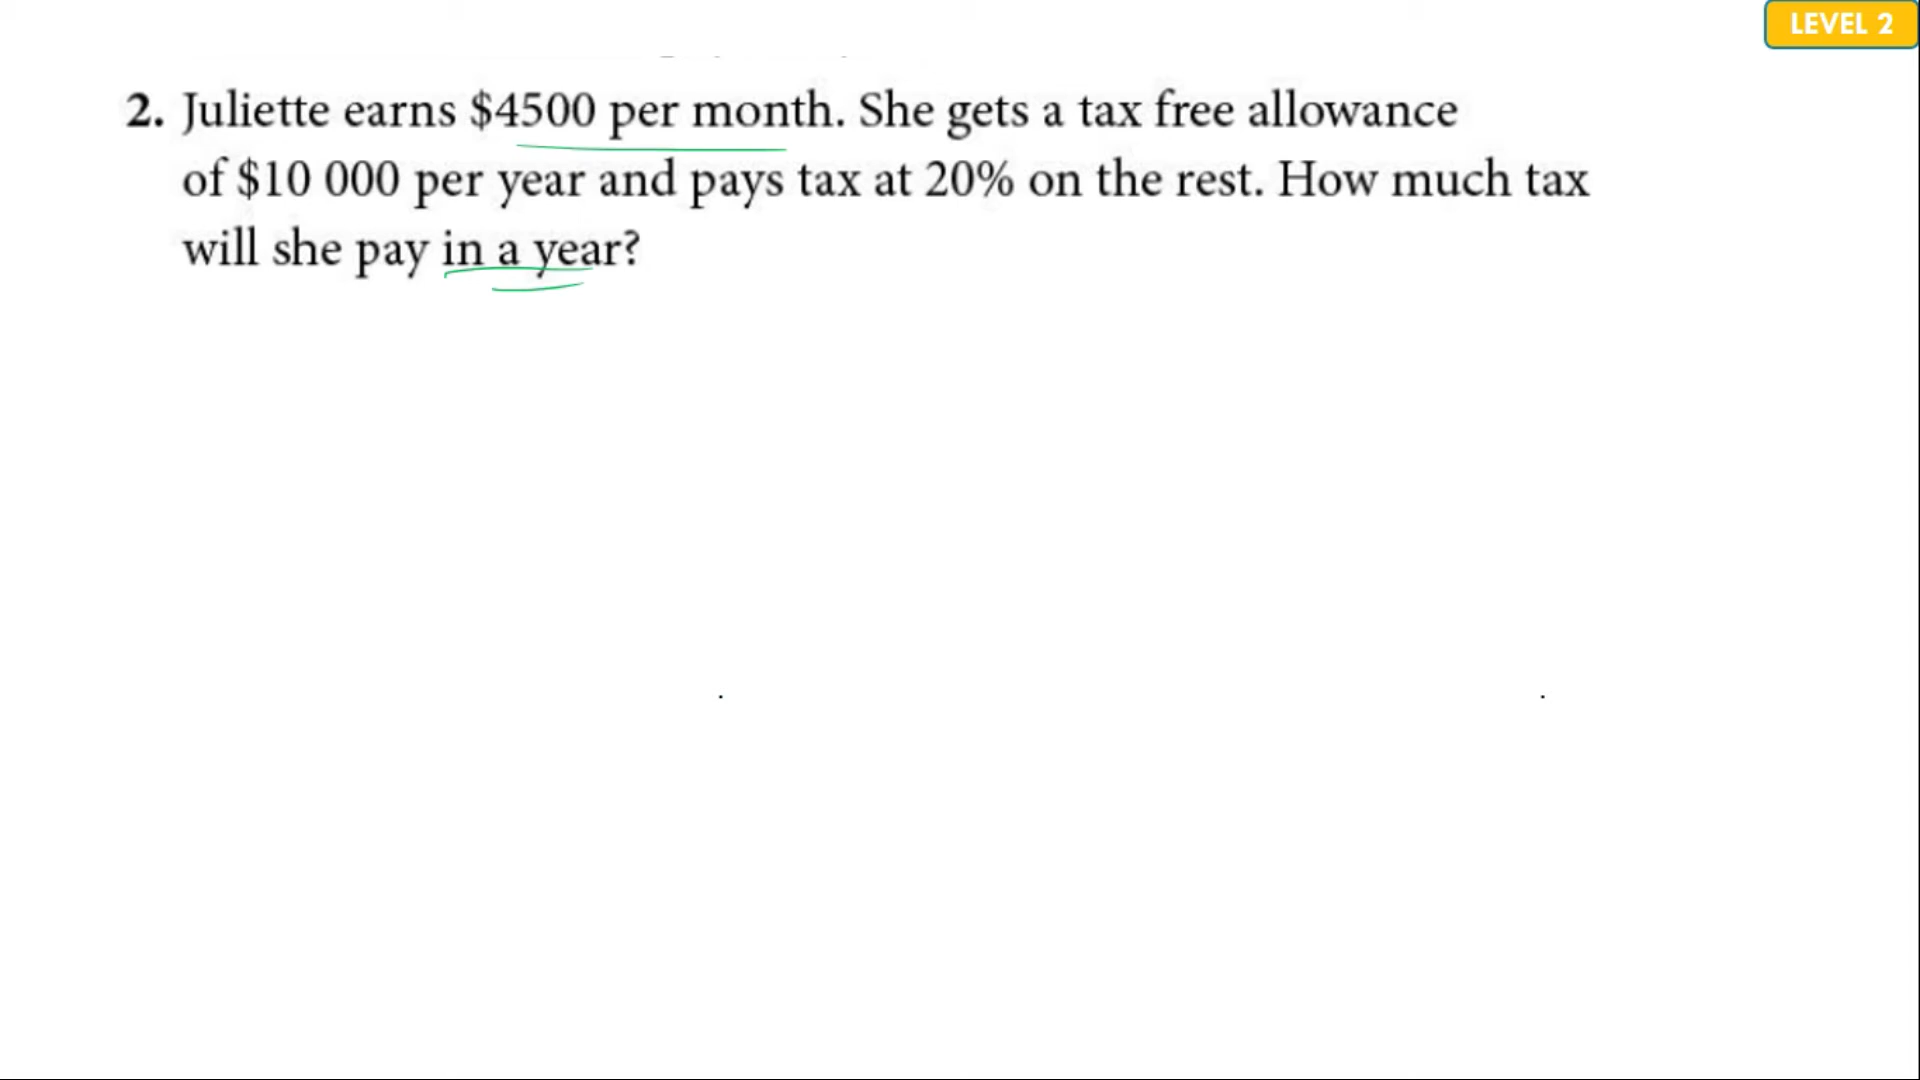 LEVEL 2
2. Juliette earns $4500 per month. She gets a tax free allowance
of $10 000 per year and pays tax at 20% on the rest. How much tax
will she pay in a year?